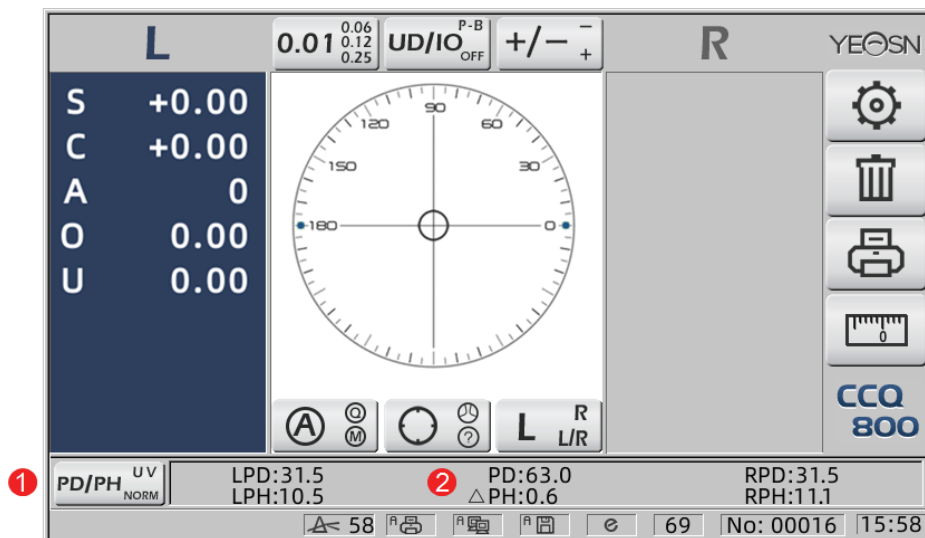 L
0.01 0.06
0.12
0.25
UD/IO P-B
OFF
+/− −
+
R
YEOSN
S +0.00
C +0.00
A 0
O 0.00
U 0.00
90
120 60
150 30
180 0
0
A Q
M
?
L R
L/R
CCQ
800
1
PD/PH UV
NORM
LPD:31.5 PD:63.0 RPD:31.5
2
LPH:10.5 △PH:0.6 RPH:11.1
58 A A A e 69 No: 00016 15:58